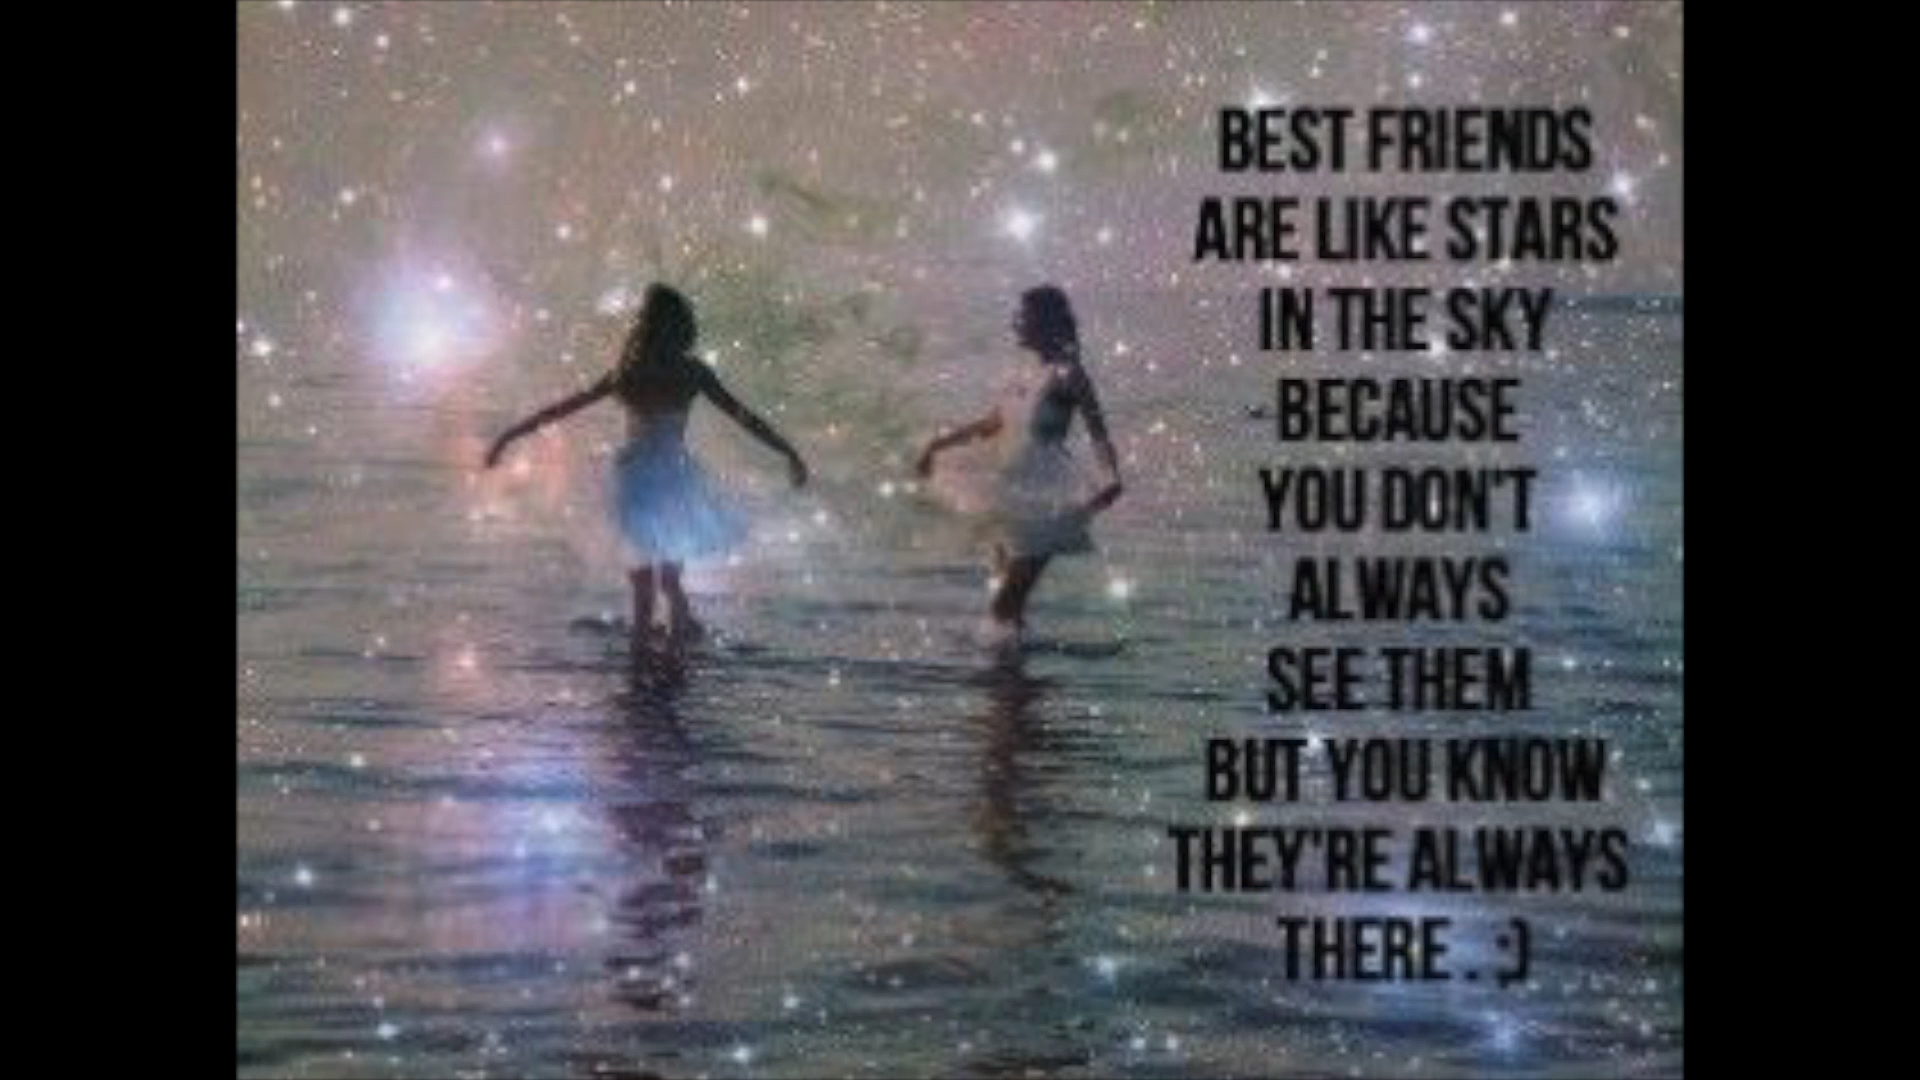 BEST FRIENDS
ARE LIKE STARS
IN THE SKY
BECAUSE
YOU DON'T
ALWAYS
SEE THEM
BUT YOU KNOW
THEY'RE ALWAYS
THERE . ;)